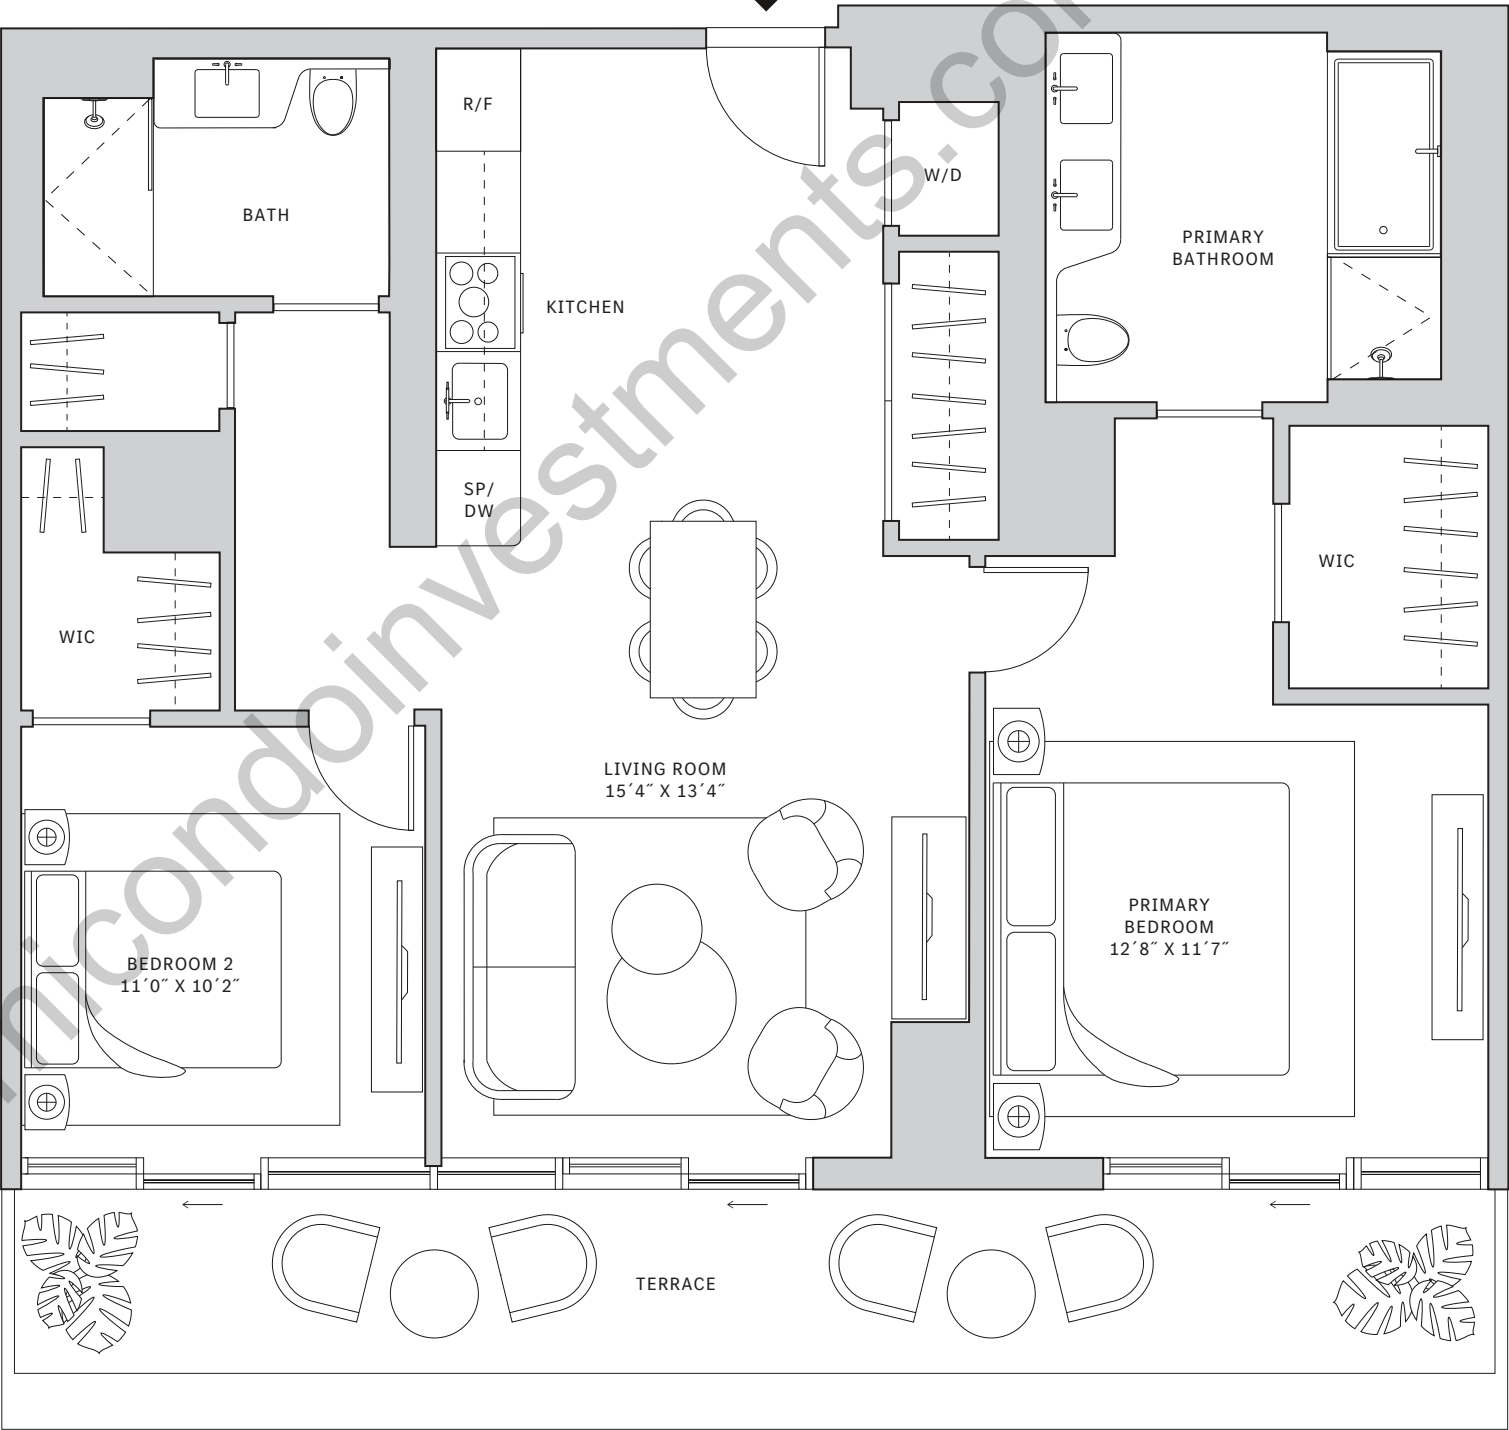 R/F
BATH
W/D
PRIMARY
BATHROOM
KITCHEN
SP/
DW
WIC
WIC
LIVING ROOM
15´4˝ X 13´4˝
PRIMARY
BEDROOM
12´8˝ X 11´7˝
BEDROOM 2
11´0˝ X 10´2˝
TERRACE
micondoinvestments.co